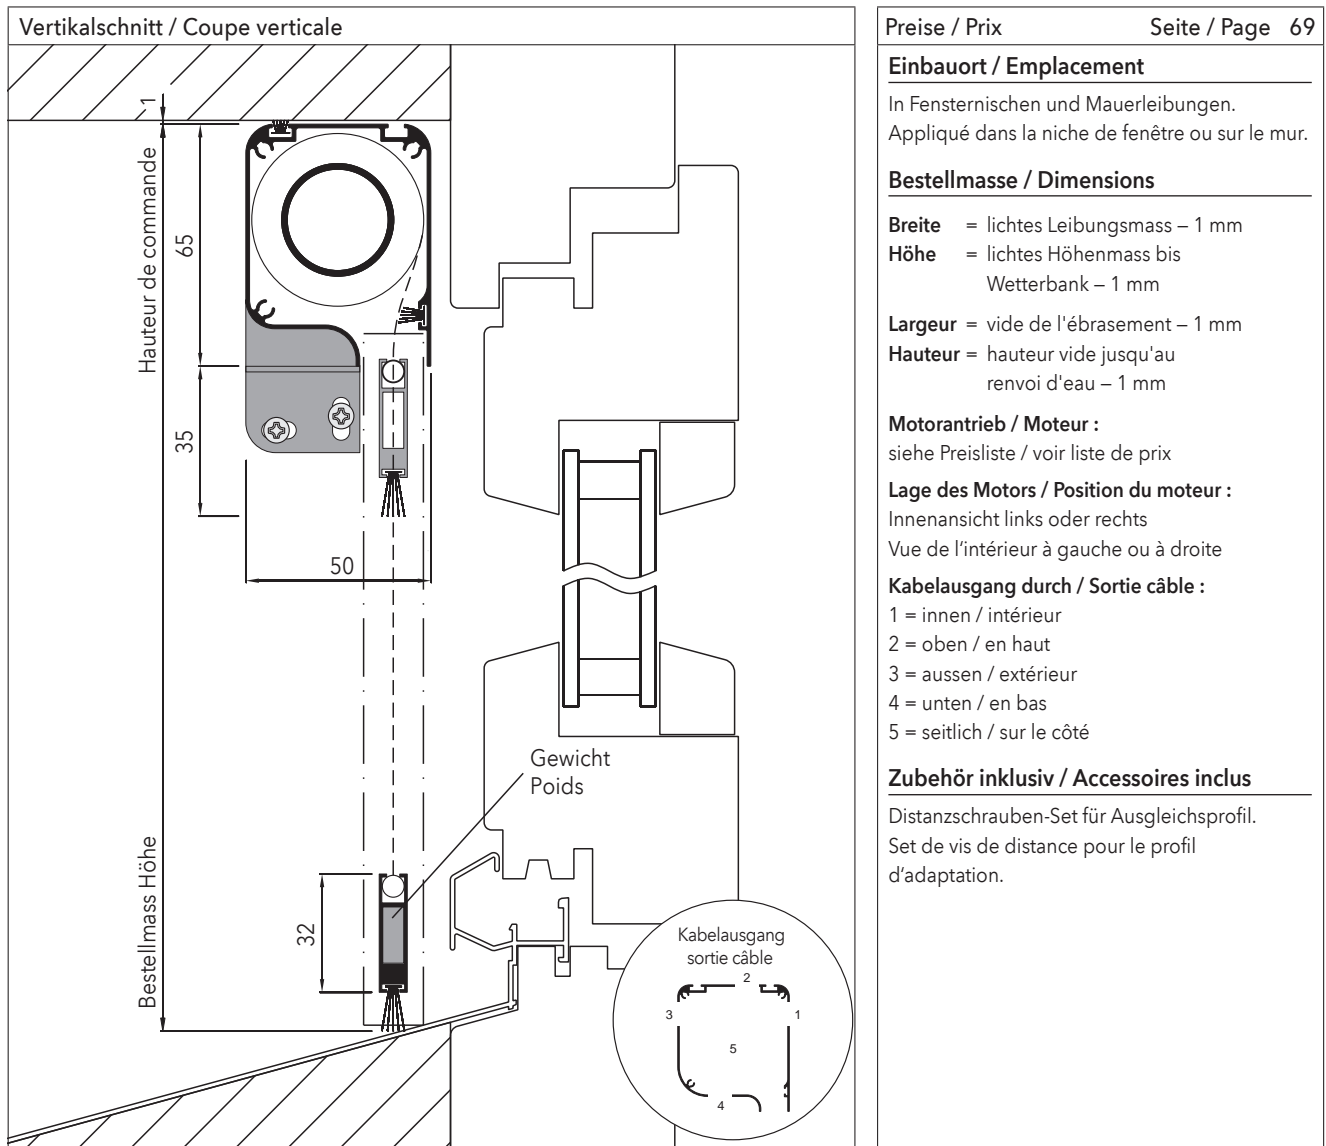 Vertikalschnitt / Coupe verticale
1
Hauteur de commande
65
35
50
Gewicht
Poids
Bestellmass Höhe
32
Kabelausgang
sortie câble
2
3
1
5
4
Preise / Prix Seite / Page 69
Einbauort / Emplacement
In Fensternischen und Mauerleibungen.
Appliqué dans la niche de fenêtre ou sur le mur.
Bestellmasse / Dimensions
Breite = lichtes Leibungsmass – 1 mm
Höhe = lichtes Höhenmass bis
Wetterbank – 1 mm
Largeur = vide de l'ébrasement – 1 mm
Hauteur = hauteur vide jusqu'au
renvoi d'eau – 1 mm
Motorantrieb / Moteur :
siehe Preisliste / voir liste de prix
Lage des Motors / Position du moteur :
Innenansicht links oder rechts
Vue de l’intérieur à gauche ou à droite
Kabelausgang durch / Sortie câble :
1 = innen / intérieur
2 = oben / en haut
3 = aussen / extérieur
4 = unten / en bas
5 = seitlich / sur le côté
Zubehör inklusiv / Accessoires inclus
Distanzschrauben-Set für Ausgleichsprofil.
Set de vis de distance pour le profil
d’adaptation.